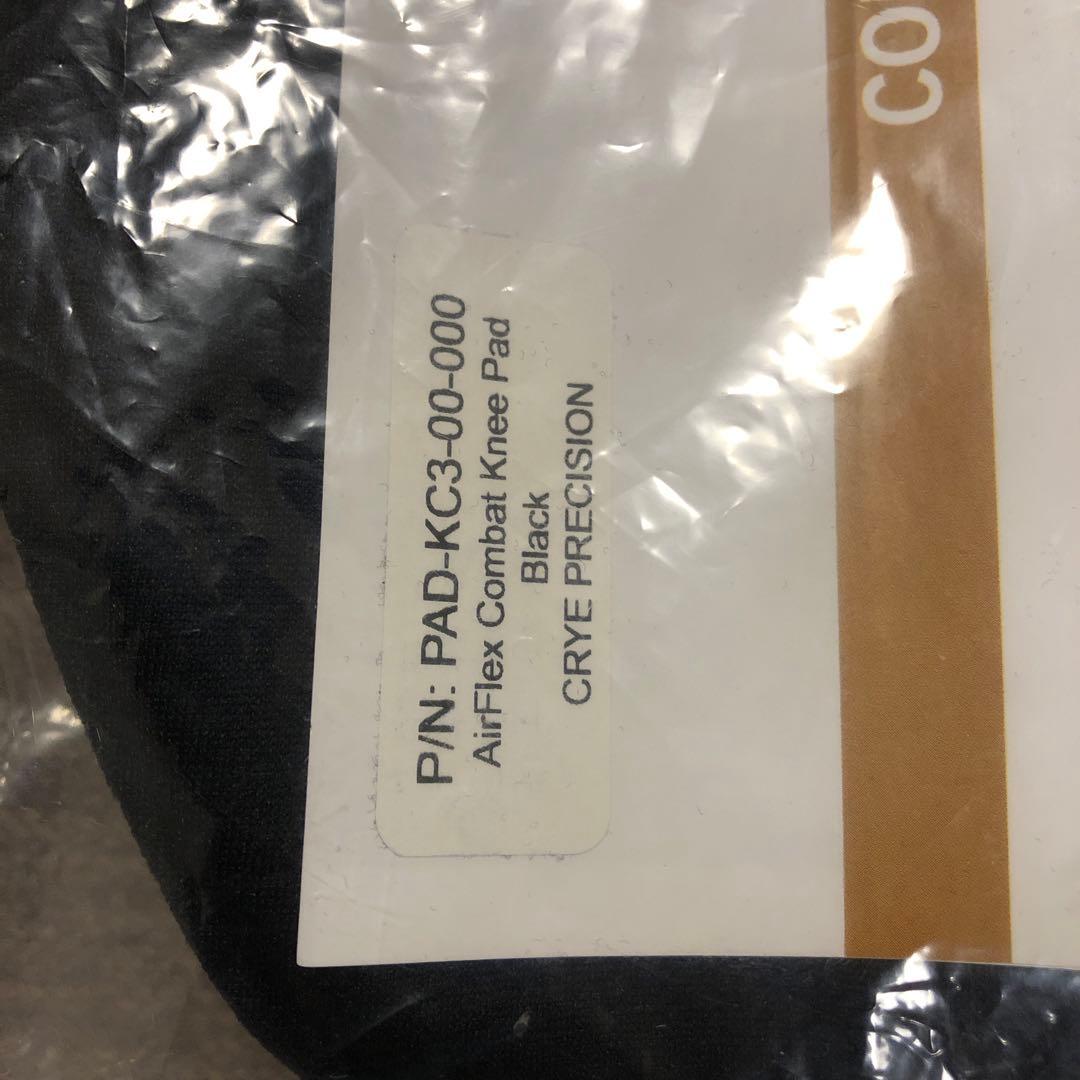 P/N: PAD-KC3-00-000
AirFlex Combat Knee Pad
Black
CRYE PRECISION